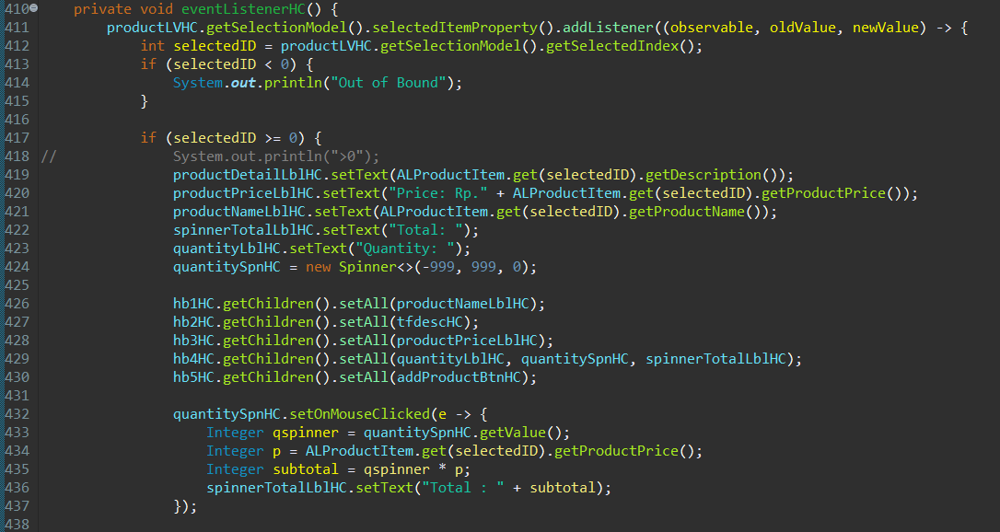 410    private void eventListenerHC() {
411        productLVHC.getSelectionModel().selectedItemProperty().addListener((observable, oldValue, newValue) -> {
412            int selectedID = productLVHC.getSelectionModel().getSelectedIndex();
413            if (selectedID < 0) {
414                System.out.println("Out of Bound");
415            }
416
417            if (selectedID >= 0) {
418 //              System.out.println(">0");
419                productDetailLblHC.setText(ALProductItem.get(selectedID).getDescription());
420                productPriceLblHC.setText("Price: Rp." + ALProductItem.get(selectedID).getProductPrice());
421                productNameLblHC.setText(ALProductItem.get(selectedID).getProductName());
422                spinnerTotalLblHC.setText("Total: ");
423                quantityLblHC.setText("Quantity: ");
424                quantitySpnHC = new Spinner<>(-999, 999, 0);
425
426                hb1HC.getChildren().setAll(productNameLblHC);
427                hb2HC.getChildren().setAll(tfdescHC);
428                hb3HC.getChildren().setAll(productPriceLblHC);
429                hb4HC.getChildren().setAll(quantityLblHC, quantitySpnHC, spinnerTotalLblHC);
430                hb5HC.getChildren().setAll(addProductBtnHC);
431
432                quantitySpnHC.setOnMouseClicked(e -> {
433                    Integer qspinner = quantitySpnHC.getValue();
434                    Integer p = ALProductItem.get(selectedID).getProductPrice();
435                    Integer subtotal = qspinner * p;
436                    spinnerTotalLblHC.setText("Total : " + subtotal);
437                });
438